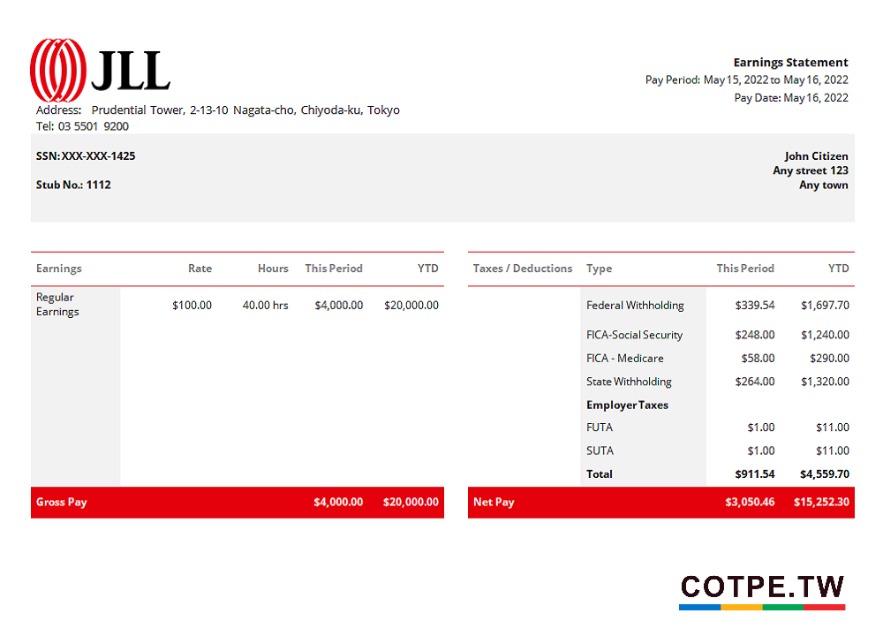 JLL
Address: Prudential Tower, 2-13-10 Nagata-cho, Chiyoda-ku, Tokyo
Tel: 03 5501 9200
Earnings Statement
Pay Period: May 15, 2022 to May 16, 2022
Pay Date: May 16, 2022
SSN: XXX-XXX-1425
Stub No.: 1112
John Citizen
Any street 123
Any town
Earnings Rate Hours This Period YTD
Regular
Earnings $100.00 40.00 hrs $4,000.00 $20,000.00
Gross Pay $4,000.00 $20,000.00
Taxes / Deductions Type This Period YTD
Federal Withholding $339.54 $1,697.70
FICA-Social Security $248.00 $1,240.00
FICA - Medicare $58.00 $290.00
State Withholding $264.00 $1,320.00
Employer Taxes
FUTA $1.00 $11.00
SUTA $1.00 $11.00
Total $911.54 $4,559.70
Net Pay $3,050.46 $15,252.30
COTPE.TW